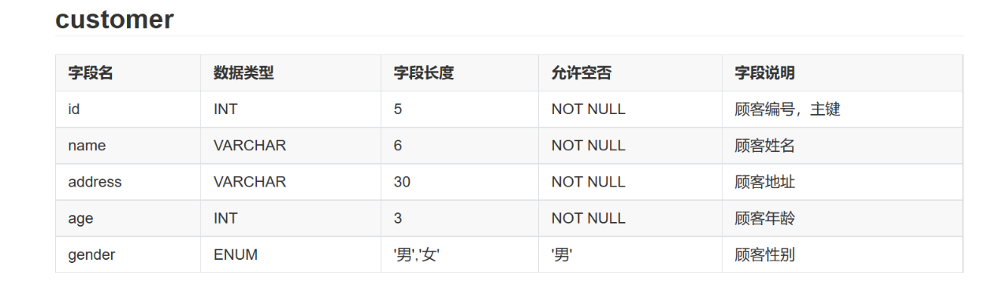 customer
字段名 数据类型 字段长度 允许空否 字段说明
id INT 5 NOT NULL 顾客编号，主键
name VARCHAR 6 NOT NULL 顾客姓名
address VARCHAR 30 NOT NULL 顾客地址
age INT 3 NOT NULL 顾客年龄
gender ENUM '男','女' '男' 顾客性别